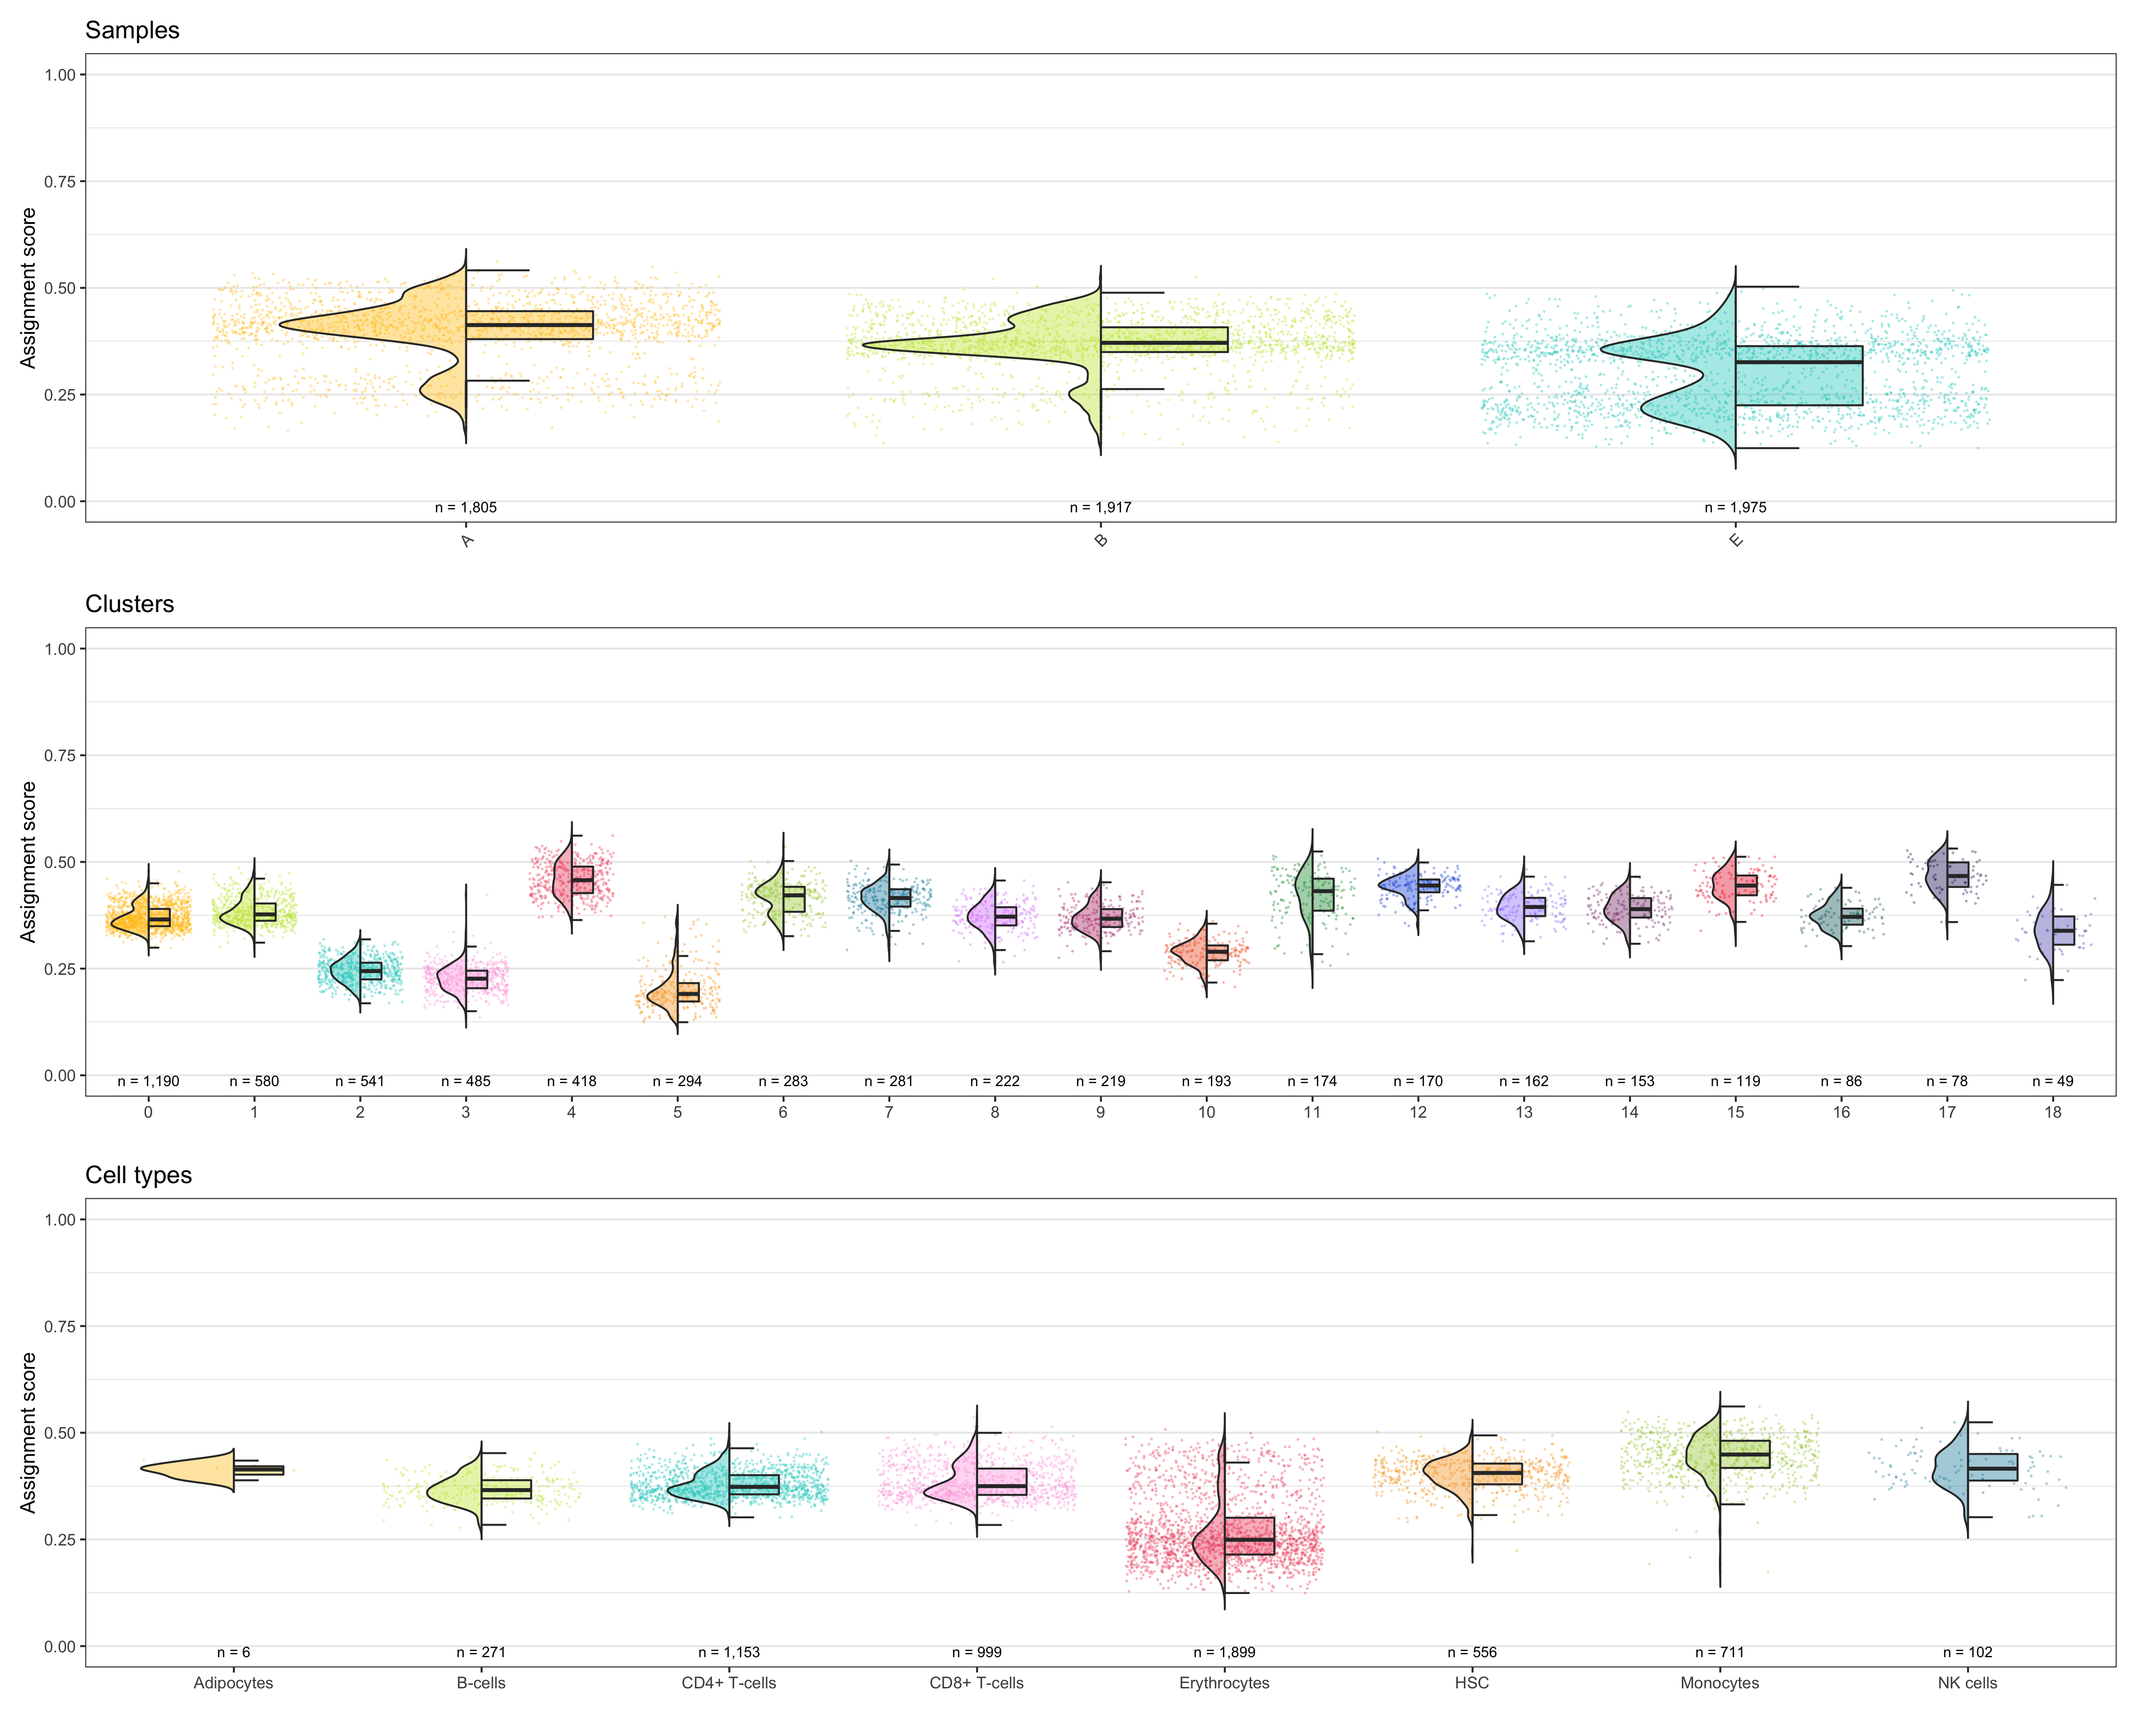 Samples
Assignment score
1.00
0.75
0.50
0.25
0.00
n = 1,805 n = 1,917 n = 1,975
A B E
Clusters
Assignment score
1.00
0.75
0.50
0.25
0.00
n = 1,190 n = 580 n = 541 n = 485 n = 418 n = 294 n = 283 n = 281 n = 222 n = 219 n = 193 n = 174 n = 170 n = 162 n = 153 n = 119 n = 86 n = 78 n = 49
0 1 2 3 4 5 6 7 8 9 10 11 12 13 14 15 16 17 18
Cell types
Assignment score
1.00
0.75
0.50
0.25
0.00
n = 6 n = 271 n = 1,153 n = 999 n = 1,899 n = 556 n = 711 n = 102
Adipocytes B-cells CD4+ T-cells CD8+ T-cells Erythrocytes HSC Monocytes NK cells